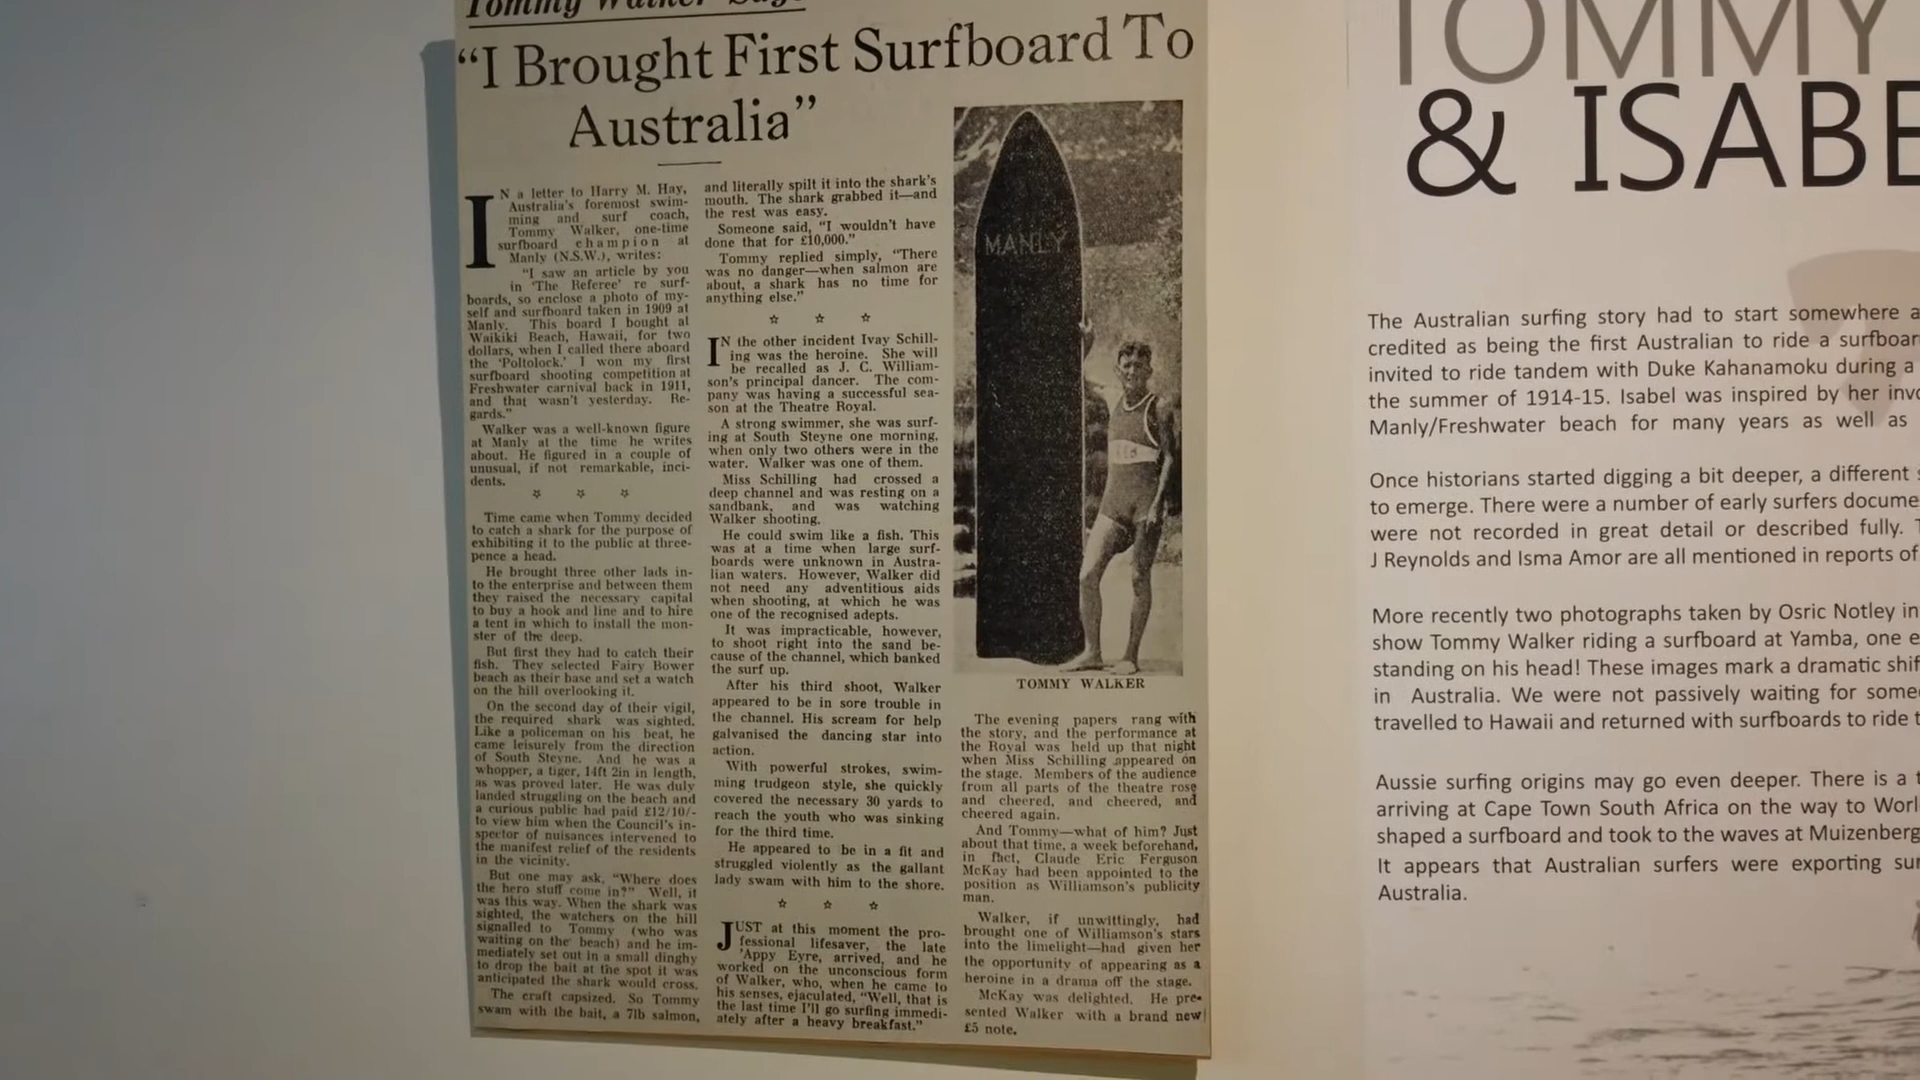 Tommy Walker Says
“I Brought First Surfboard To
Australia”
IN a letter to Harry M. Hay,
Australia's foremost swim-
ming and surf coach,
Tommy Walker, one-time
surfboard champion at
Manly (N.S.W.), writes:
“I saw an article by you
in ‘The Referee’ re surf-
boards, so enclose a photo of my-
self and surfboard taken in 1909 at
Manly. This board I bought at
Waikiki Beach, Hawaii, for two
dollars, when I called there aboard
the ‘Poltolock.’ I won my first
surfboard shooting competition at
Freshwater carnival back in 1911,
and that wasn't yesterday. Re-
gards.”
Walker was a well-known figure
at Manly at the time he writes
about. He figured in a couple of
unusual, if not remarkable, inci-
dents.
Time came when Tommy decided
to catch a shark for the purpose of
exhibiting it to the public at three-
pence a head.
He brought three other lads in-
to the enterprise and between them
they raised the necessary capital
to buy a hook and line and to hire
a tent in which to install the mon-
ster of the deep.
But first they had to catch their
fish. They selected Fairy Bower
beach as their base and set a watch
on the hill overlooking it.
On the second day of their vigil,
the required shark was sighted.
Like a policeman on his beat, he
came leisurely from the direction
of South Steyne. And he was a
whopper, a tiger, 14ft 2in in length,
as was proved later. He was duly
landed struggling on the beach and
a curious public had paid £12/10/-
to view him when the Council's in-
spector of nuisances intervened to
the manifest relief of the residents
in the vicinity.
But one may ask, “Where does
the hero stuff come in?” Well, it
was this way. When the shark was
sighted, the watchers on the hill
signalled to Tommy (who was
waiting on the beach) and he im-
mediately set out in a small dinghy
to drop the bait at the spot it was
anticipated the shark would cross.
The craft capsized. So Tommy
swam with the bait, a 7lb salmon,
and literally spilt it into the shark's
mouth. The shark grabbed it—and
the rest was easy.
Someone said, “I wouldn't have
done that for £10,000.”
Tommy replied simply, “There
was no danger—when salmon are
about, a shark has no time for
anything else.”
IN the other incident Ivay Schill-
ing was the heroine. She will
be recalled as J. C. William-
son's principal dancer. The com-
pany was having a successful sea-
son at the Theatre Royal.
A strong swimmer, she was surf-
ing at South Steyne one morning,
when only two others were in the
water. Walker was one of them.
Miss Schilling had crossed a
deep channel and was resting on a
sandbank, and was watching
Walker shooting.
He could swim like a fish. This
was at a time when large surf-
boards were unknown in Austra-
lian waters. However, Walker did
not need any adventitious aids
when shooting, at which he was
one of the recognised adepts.
It was impracticable, however,
to shoot right into the sand be-
cause of the channel, which banked
the surf up.
After his third shoot, Walker
appeared to be in sore trouble in
the channel. His scream for help
galvanised the dancing star into
action.
With powerful strokes, swim-
ming trudgeon style, she quickly
covered the necessary 30 yards to
reach the youth who was sinking
for the third time.
He appeared to be in a fit and
struggled violently as the gallant
lady swam with him to the shore.
JUST at this moment the pro-
fessional lifesaver, the late
'Appy Eyre, arrived, and he
worked on the unconscious form
of Walker, who, when he came to
his senses, ejaculated, “Well, that is
the last time I'll go surfing immedi-
ately after a heavy breakfast.”
MANLY
TOMMY WALKER
The evening papers rang with
the story, and the performance at
the Royal was held up that night
when Miss Schilling appeared on
the stage. Members of the audience
from all parts of the theatre rose
and cheered, and cheered, and
cheered again.
And Tommy—what of him? Just
about that time, a week beforehand,
in fact, Claude Eric Ferguson
McKay had been appointed to the
position as Williamson's publicity
man.
Walker, if unwittingly, had
brought one of Williamson's stars
into the limelight—had given her
the opportunity of appearing as a
heroine in a drama off the stage.
McKay was delighted. He pre-
sented Walker with a brand new
£5 note.
TOMMY
& ISABE
The Australian surfing story had to start somewhere a
credited as being the first Australian to ride a surfboar
invited to ride tandem with Duke Kahanamoku during a
the summer of 1914-15. Isabel was inspired by her invo
Manly/Freshwater beach for many years as well as
Once historians started digging a bit deeper, a different s
to emerge. There were a number of early surfers docume
were not recorded in great detail or described fully. T
J Reynolds and Isma Amor are all mentioned in reports of
More recently two photographs taken by Osric Notley in
show Tommy Walker riding a surfboard at Yamba, one e
standing on his head! These images mark a dramatic shif
in Australia. We were not passively waiting for some
travelled to Hawaii and returned with surfboards to ride t
Aussie surfing origins may go even deeper. There is a t
arriving at Cape Town South Africa on the way to Worl
shaped a surfboard and took to the waves at Muizenberg
It appears that Australian surfers were exporting sur
Australia.